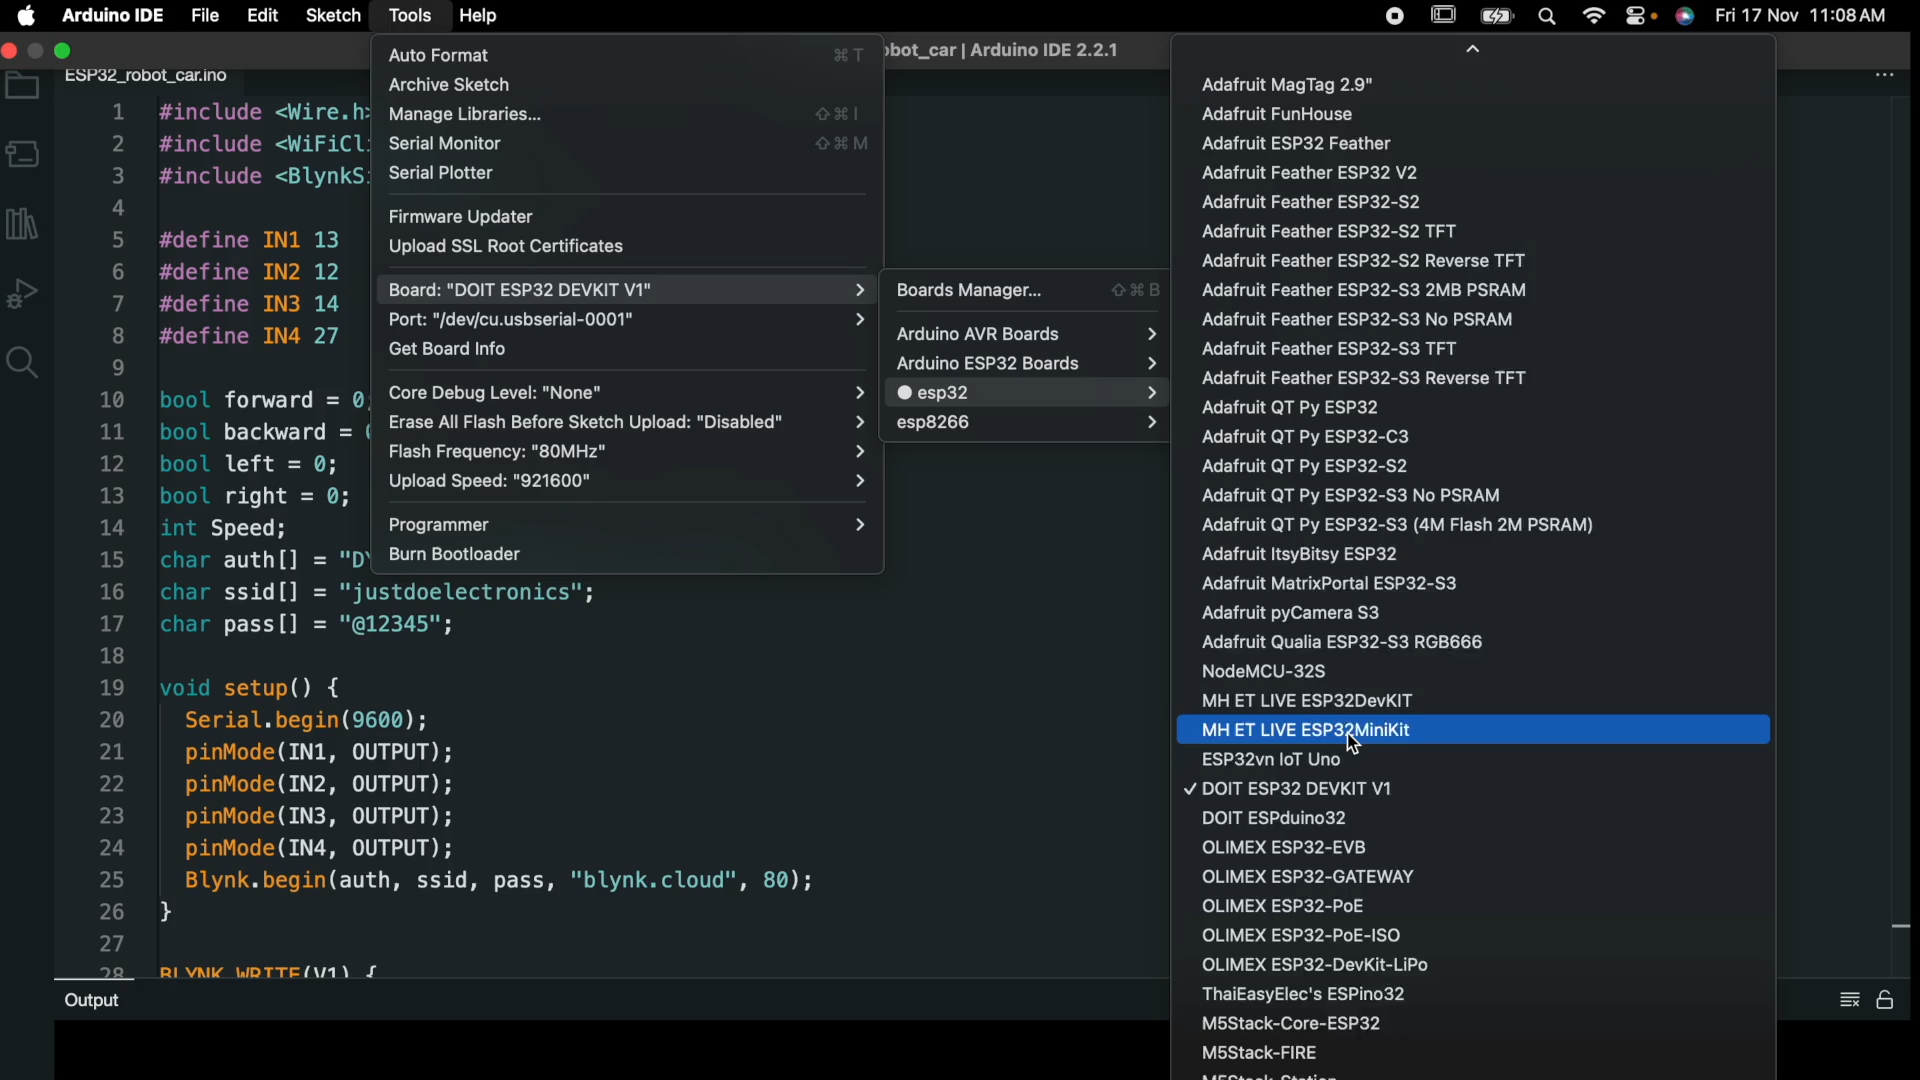 Arduino IDE File Edit Sketch Tools Help Fri 17 Nov 11:08 AM
bot_car | Arduino IDE 2.2.1
ESP32_robot_car.ino
1 #include <Wire.h>
2 #include <WiFiCl
3 #include <BlynkS
4
5 #define IN1 13
6 #define IN2 12
7 #define IN3 14
8 #define IN4 27
9
10 bool forward = 0;
11 bool backward = 0
12 bool left = 0;
13 bool right = 0;
14 int Speed;
15 char auth[] = "DY
16 char ssid[] = "justdoelectronics";
17 char pass[] = "@12345";
18
19 void setup() {
20 Serial.begin(9600);
21 pinMode(IN1, OUTPUT);
22 pinMode(IN2, OUTPUT);
23 pinMode(IN3, OUTPUT);
24 pinMode(IN4, OUTPUT);
25 Blynk.begin(auth, ssid, pass, "blynk.cloud", 80);
26 }
27
28 BLYNK_WRITE(V1) {
Output
Auto Format ⌘ T
Archive Sketch
Manage Libraries... ⇧ ⌘ I
Serial Monitor ⇧ ⌘ M
Serial Plotter
Firmware Updater
Upload SSL Root Certificates
Board: "DOIT ESP32 DEVKIT V1"
Port: "/dev/cu.usbserial-0001"
Get Board Info
Core Debug Level: "None"
Erase All Flash Before Sketch Upload: "Disabled"
Flash Frequency: "80MHz"
Upload Speed: "921600"
Programmer
Burn Bootloader
Boards Manager... ⇧ ⌘ B
Arduino AVR Boards
Arduino ESP32 Boards
esp32
esp8266
Adafruit MagTag 2.9"
Adafruit FunHouse
Adafruit ESP32 Feather
Adafruit Feather ESP32 V2
Adafruit Feather ESP32-S2
Adafruit Feather ESP32-S2 TFT
Adafruit Feather ESP32-S2 Reverse TFT
Adafruit Feather ESP32-S3 2MB PSRAM
Adafruit Feather ESP32-S3 No PSRAM
Adafruit Feather ESP32-S3 TFT
Adafruit Feather ESP32-S3 Reverse TFT
Adafruit QT Py ESP32
Adafruit QT Py ESP32-C3
Adafruit QT Py ESP32-S2
Adafruit QT Py ESP32-S3 No PSRAM
Adafruit QT Py ESP32-S3 (4M Flash 2M PSRAM)
Adafruit ItsyBitsy ESP32
Adafruit MatrixPortal ESP32-S3
Adafruit pyCamera S3
Adafruit Qualia ESP32-S3 RGB666
NodeMCU-32S
MH ET LIVE ESP32DevKIT
MH ET LIVE ESP32MiniKit
ESP32vn IoT Uno
✓ DOIT ESP32 DEVKIT V1
DOIT ESPduino32
OLIMEX ESP32-EVB
OLIMEX ESP32-GATEWAY
OLIMEX ESP32-PoE
OLIMEX ESP32-PoE-ISO
OLIMEX ESP32-DevKit-LiPo
ThaiEasyElec's ESPino32
M5Stack-Core-ESP32
M5Stack-FIRE